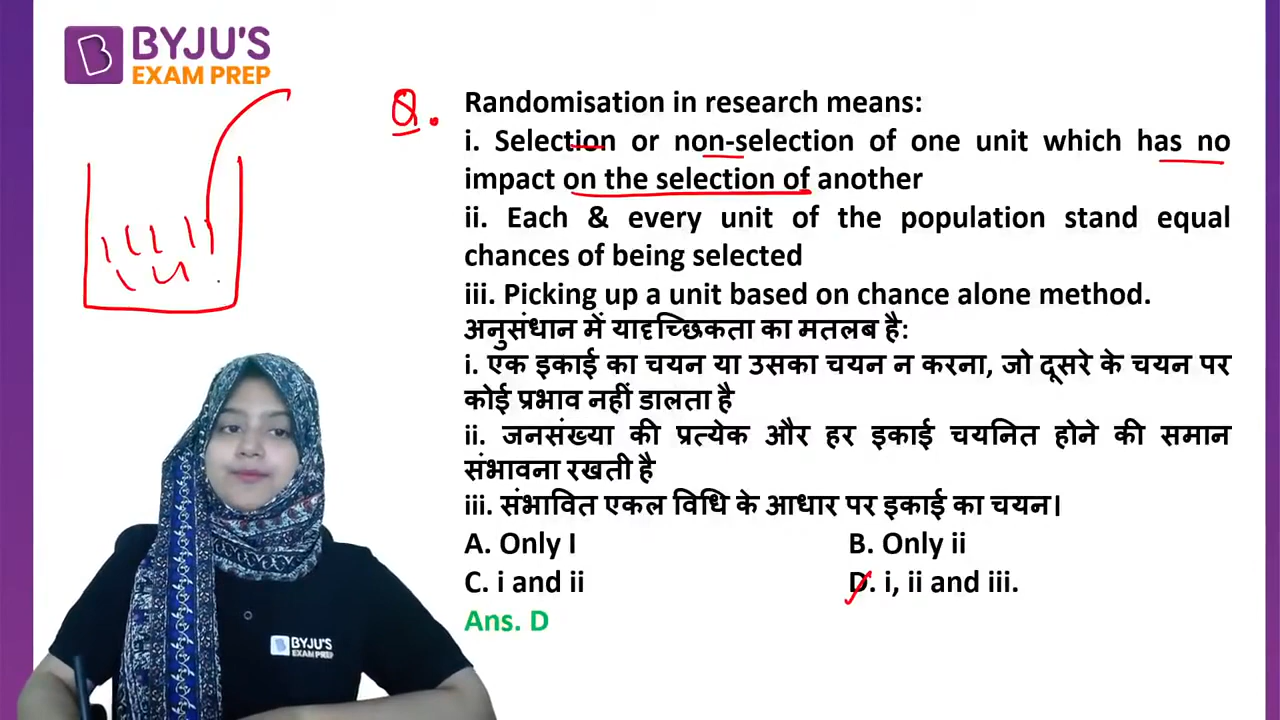 BYJU'S
EXAM PREP
Q.
Randomisation in research means:
i. Selection or non-selection of one unit which has no
impact on the selection of another
ii. Each & every unit of the population stand equal
chances of being selected
iii. Picking up a unit based on chance alone method.
अनुसंधान में यादृच्छिकता का मतलब है:
i. एक इकाई का चयन या उसका चयन न करना, जो दूसरे के चयन पर
कोई प्रभाव नहीं डालता है
ii. जनसंख्या की प्रत्येक और हर इकाई चयनित होने की समान
संभावना रखती है
iii. संभावित एकल विधि के आधार पर इकाई का चयन।
A. Only I B. Only ii
C. i and ii D. i, ii and iii.
Ans. D
BYJU'S
EXAM PREP